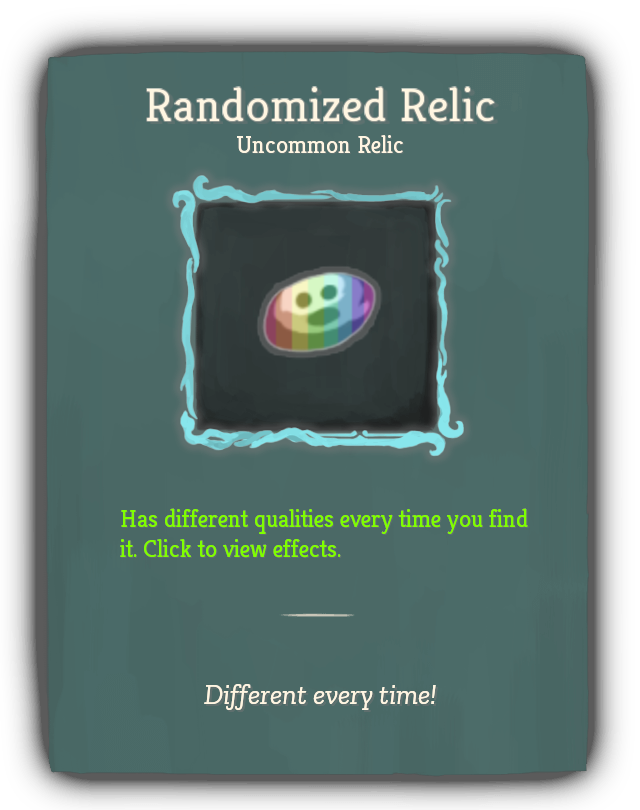 Randomized Relic
Uncommon Relic
Has different qualities every time you find
it. Click to view effects.
Different every time!